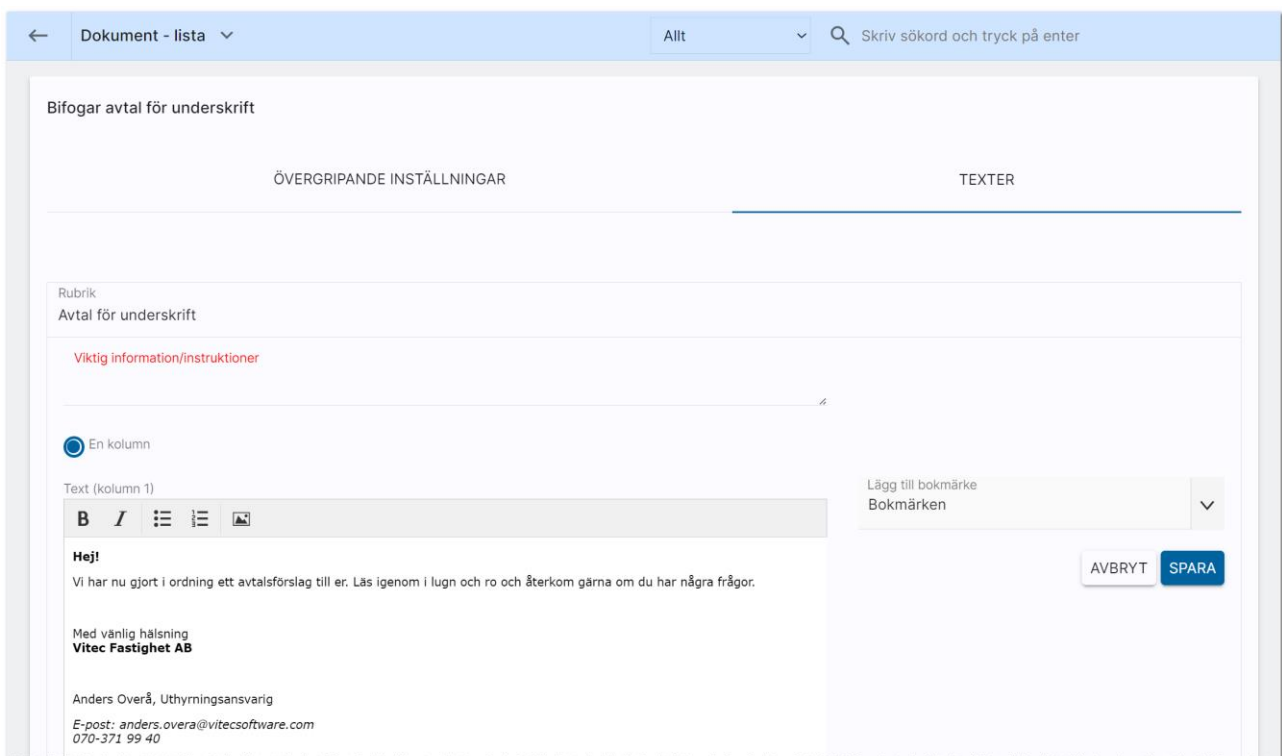 Dokument - lista
Allt
Skriv sökord och tryck på enter
Bifogar avtal för underskrift
ÖVERGRIPANDE INSTÄLLNINGAR
TEXTER
Rubrik
Avtal för underskrift
Viktig information/instruktioner
En kolumn
Text (kolumn 1)
Lägg till bokmärke
Bokmärken
B I
Hej!
Vi har nu gjort i ordning ett avtalsförslag till er. Läs igenom i lugn och ro och återkom gärna om du har några frågor.
AVBRYT SPARA
Med vänlig hälsning
Vitec Fastighet AB
Anders Overå, Uthyrningsansvarig
E-post: anders.overa@vitecsoftware.com
070-371 99 40